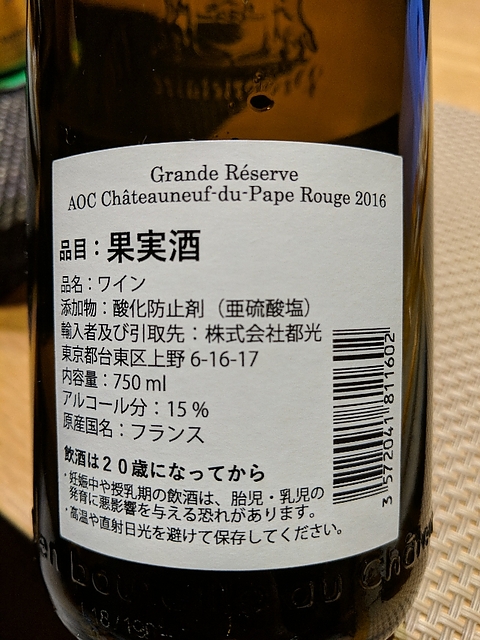 Grande Réserve
AOC Châteauneuf-du-Pape Rouge 2016
品目：果実酒
品名：ワイン
添加物：酸化防止剤（亜硫酸塩）
輸入者及び引取先：株式会社都光
東京都台東区上野 6-16-17
内容量：750 ml
アルコール分：15 %
原産国名：フランス
飲酒は２０歳になってから
・妊娠中や授乳期の飲酒は、胎児・乳児の
発育に悪影響を与える恐れがあります。
・高温や直射日光を避けて保存してください。
3 572041 811602